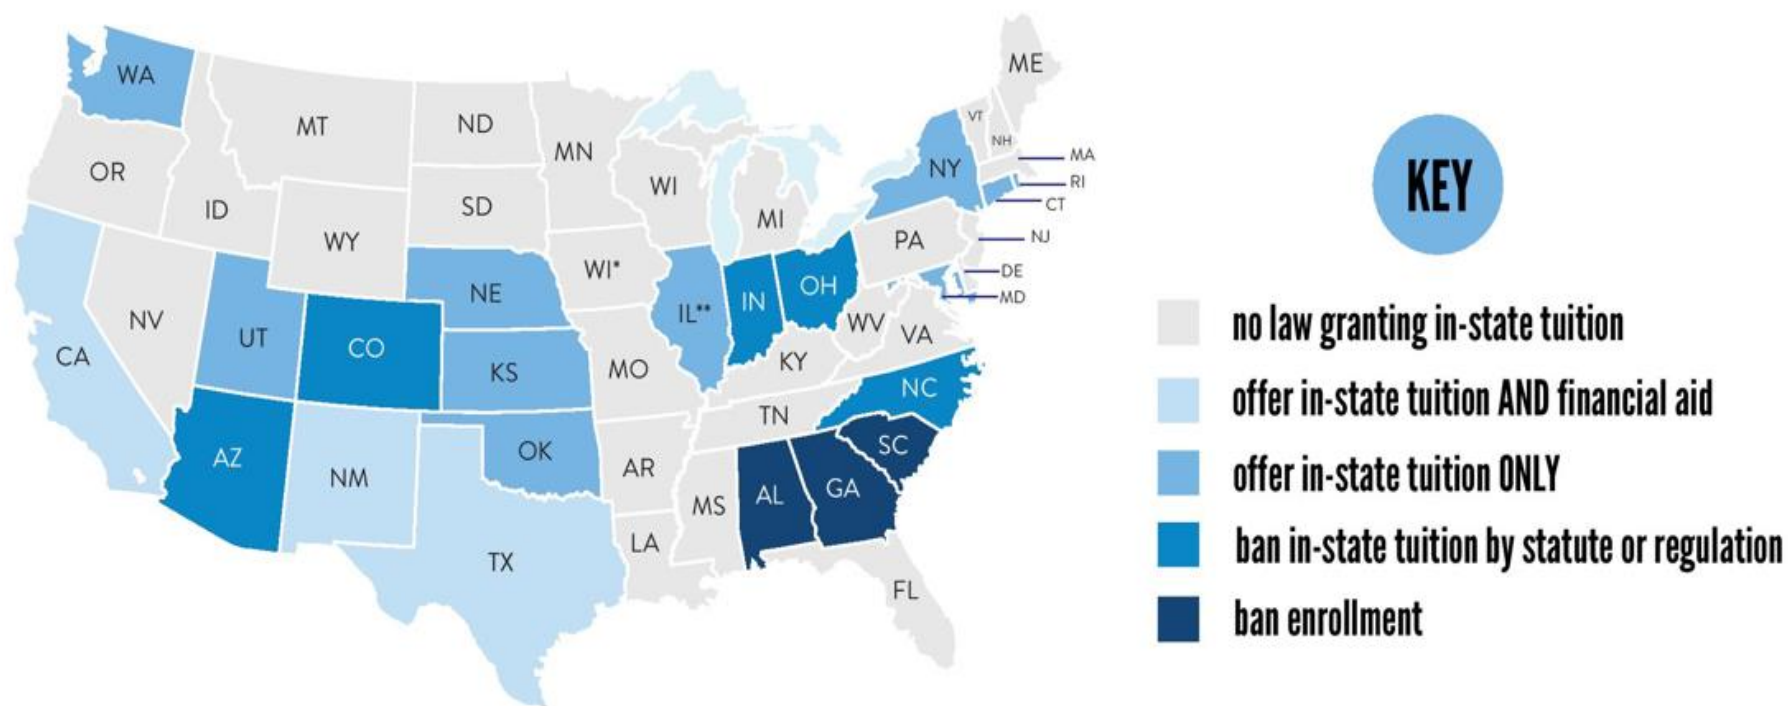 ME
WA
VT
MT
ND
NH
MN
MA
OR
NY
RI
WI
ID
SD
CT
MI
WY
PA
NJ
WI*
DE
NE
MD
IL**
IN
OH
NV
UT
WV
VA
CO
CA
KS
MO
KY
NC
TN
AZ
NM
OK
AR
SC
MS
AL
GA
LA
TX
FL
KEY
no law granting in-state tuition
offer in-state tuition AND financial aid
offer in-state tuition ONLY
ban in-state tuition by statute or regulation
ban enrollment